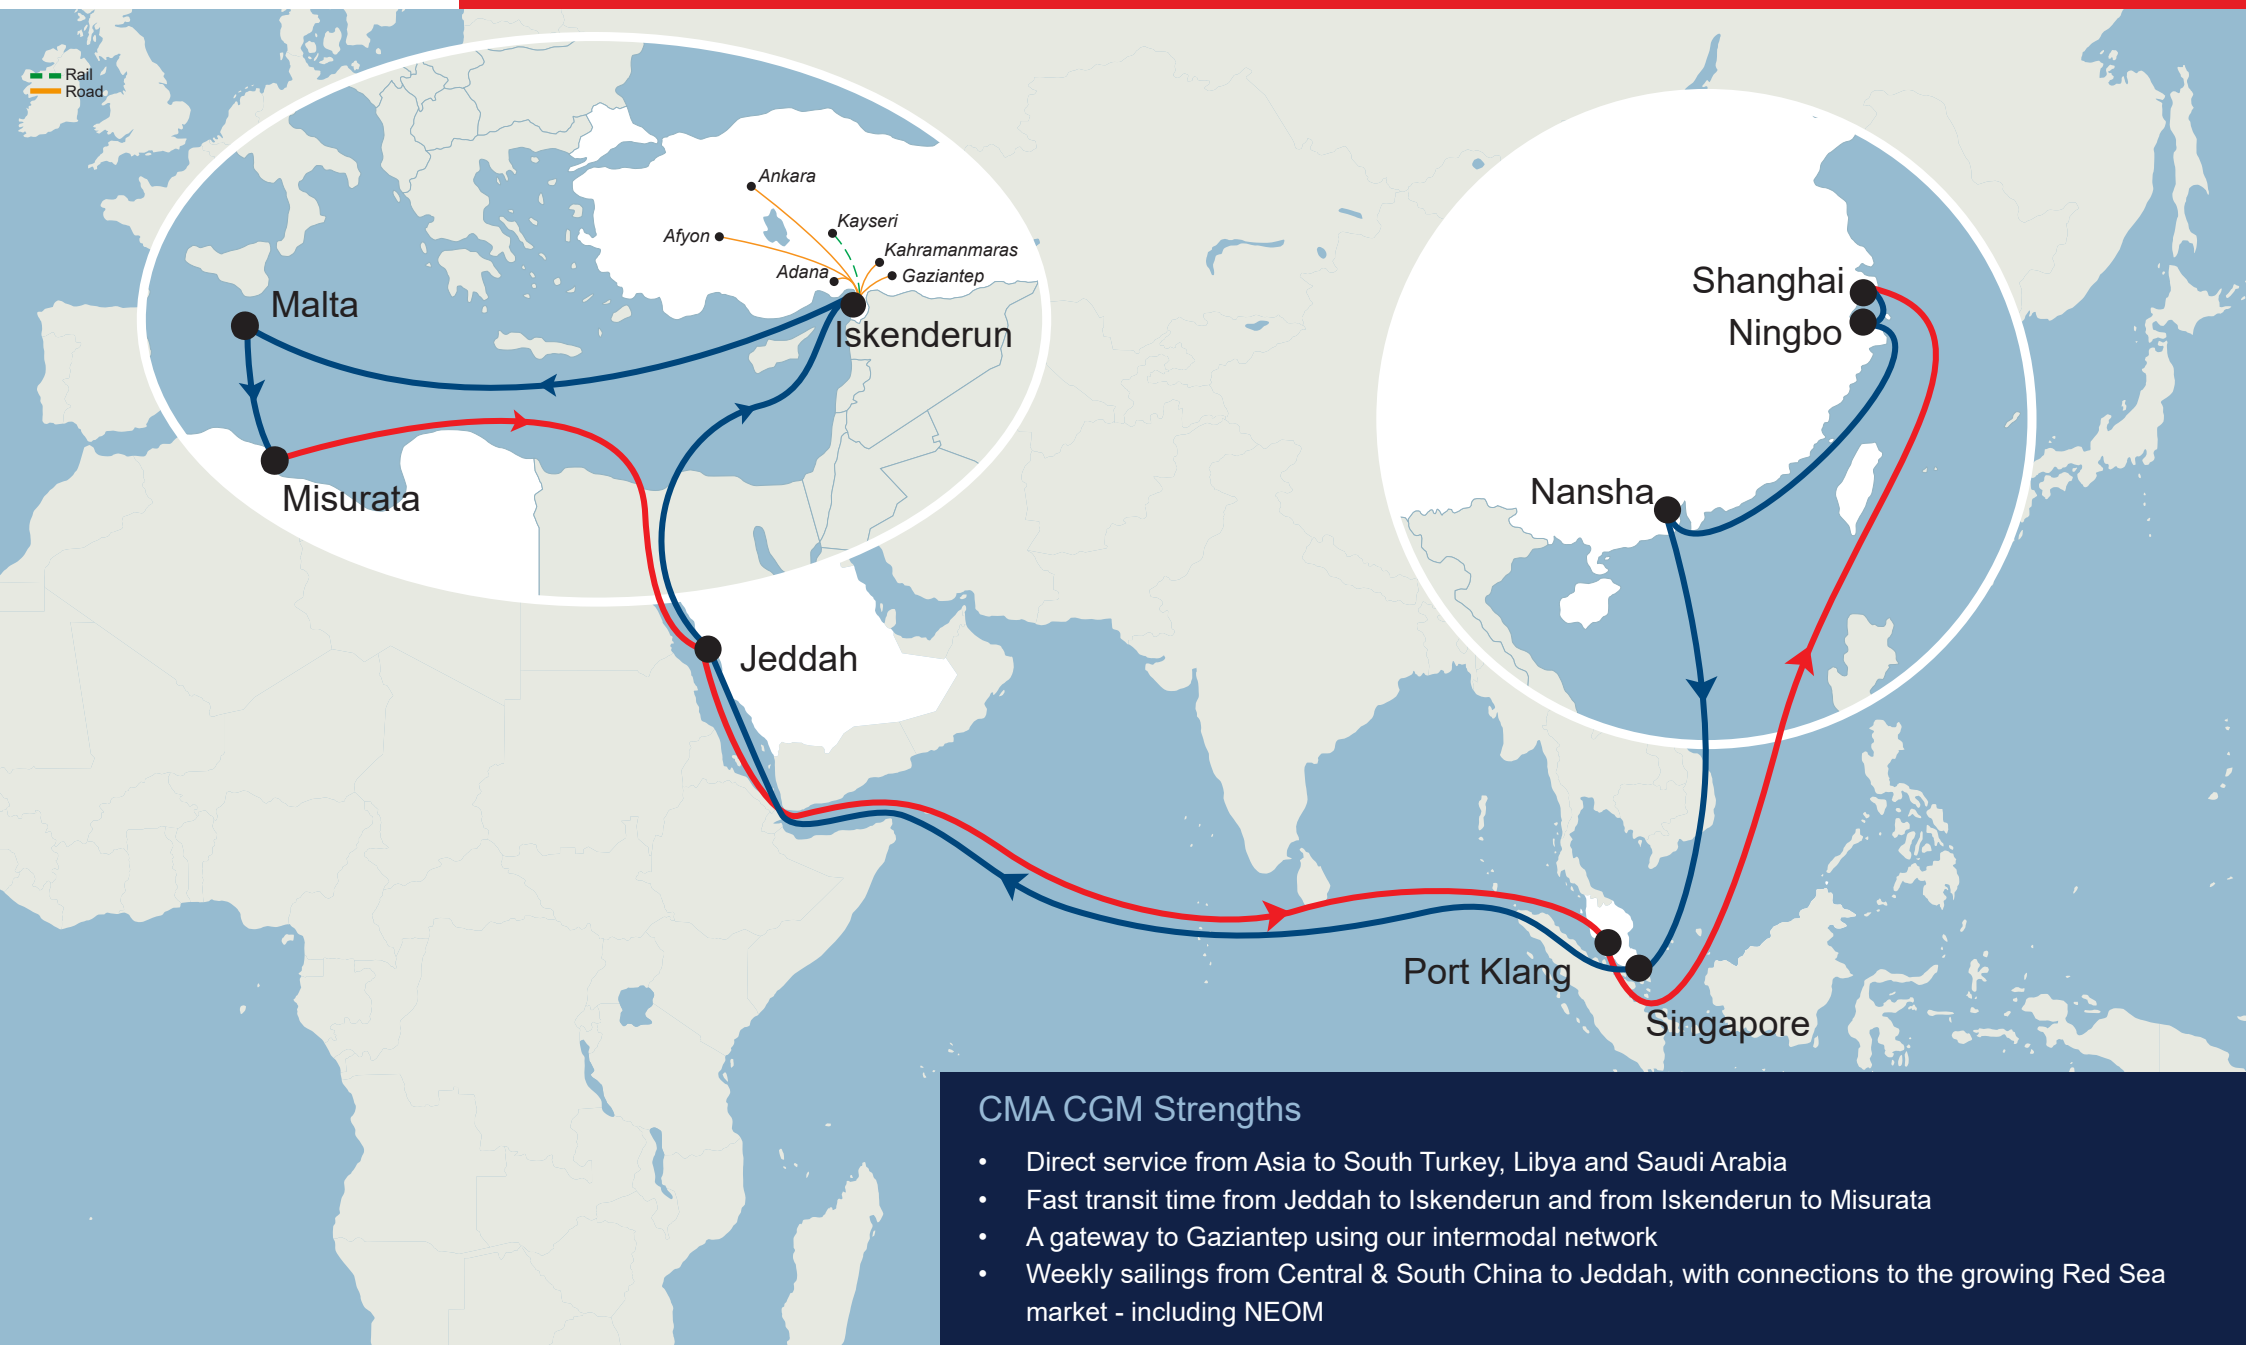 Rail
Road
Ankara
Kayseri
Afyon
Kahramanmaras
Adana
Gaziantep
Malta
Iskenderun
Misurata
Jeddah
Shanghai
Ningbo
Nansha
Port Klang
Singapore
CMA CGM Strengths
• Direct service from Asia to South Turkey, Libya and Saudi Arabia
• Fast transit time from Jeddah to Iskenderun and from Iskenderun to Misurata
• A gateway to Gaziantep using our intermodal network
• Weekly sailings from Central & South China to Jeddah, with connections to the growing Red Sea
market - including NEOM